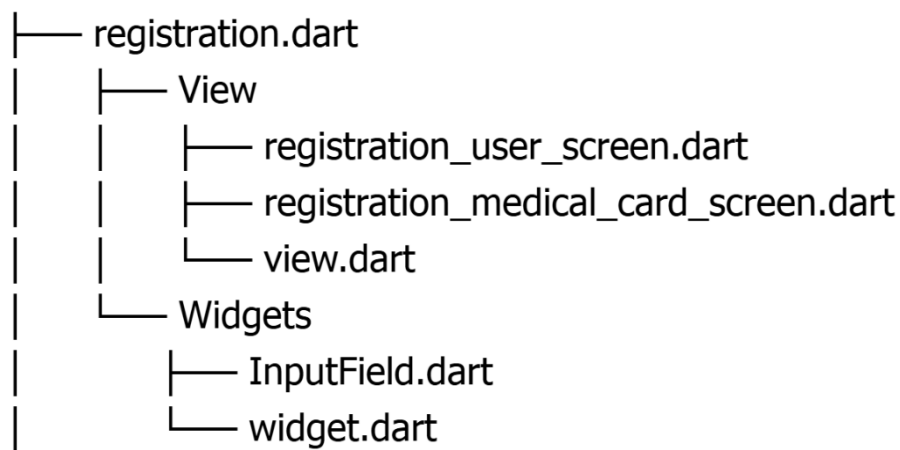 registration.dart
View
registration_user_screen.dart
registration_medical_card_screen.dart
view.dart
Widgets
InputField.dart
widget.dart